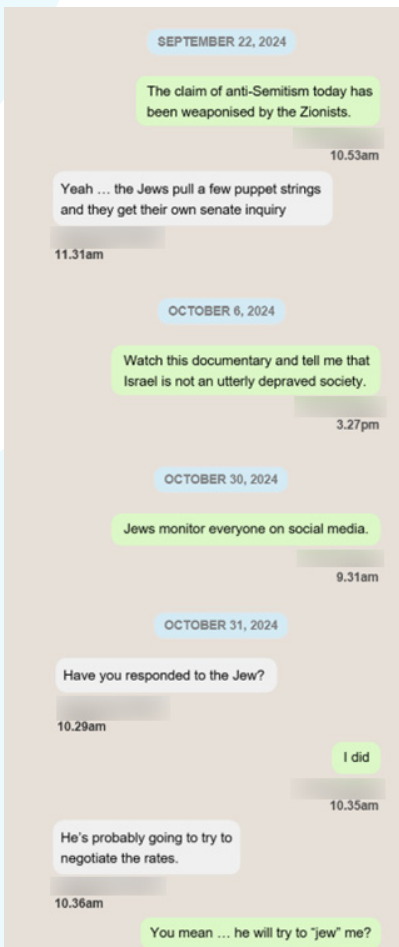 SEPTEMBER 22, 2024
The claim of anti-Semitism today has
been weaponised by the Zionists.
10.53am
Yeah … the Jews pull a few puppet strings
and they get their own senate inquiry
11.31am
OCTOBER 6, 2024
Watch this documentary and tell me that
Israel is not an utterly depraved society.
3.27pm
OCTOBER 30, 2024
Jews monitor everyone on social media.
9.31am
OCTOBER 31, 2024
Have you responded to the Jew?
10.29am
I did
10.35am
He's probably going to try to
negotiate the rates.
10.36am
You mean … he will try to “jew” me?